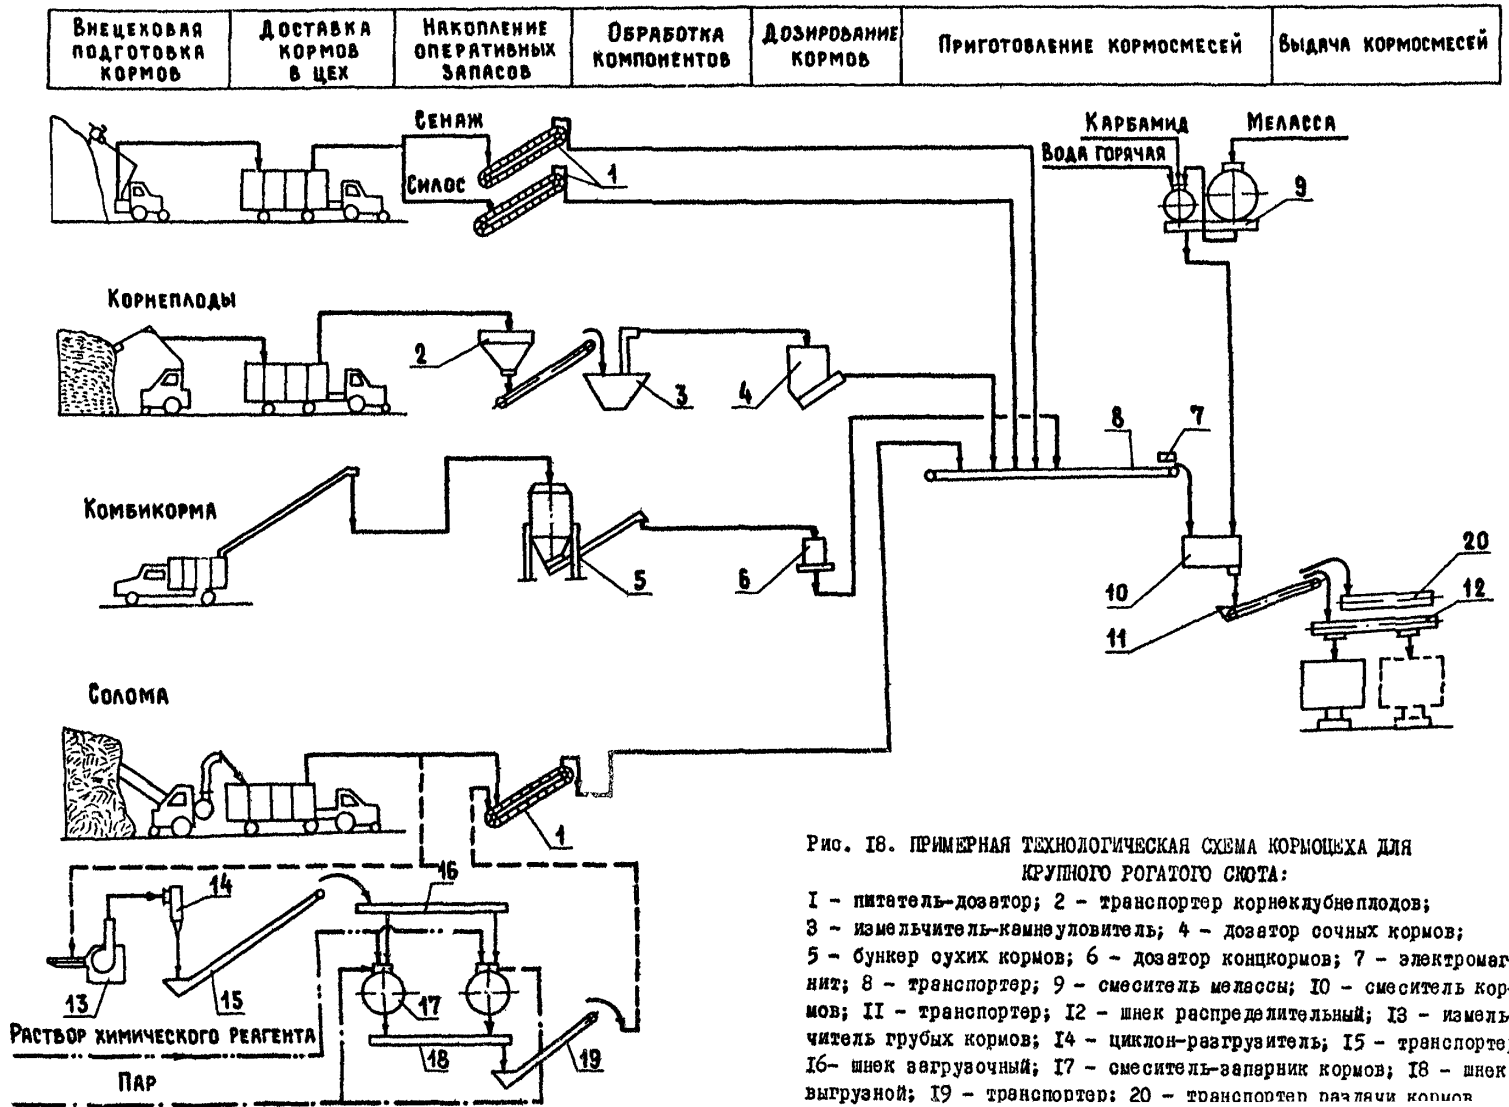 Внецеховая
подготовка
кормов
Доставка
кормов
в цех
Накопление
оперативных
запасов
Обработка
компонентов
Дозирование
кормов
Приготовление кормосмесей
Выдача кормосмесей
Сенаж
Силос
1
Карбамид
Меласса
Вода горячая
9
Корнеплоды
2
3
4
8
7
Комбикорма
5
6
10
20
12
11
Солома
1
14
16
13
15
17
18
19
Раствор химического реагента
Пар
Рис. 18. ПРИМЕРНАЯ ТЕХНОЛОГИЧЕСКАЯ СХЕМА КОРМОЦЕХА ДЛЯ
КРУПНОГО РОГАТОГО СКОТА:
1 - питатель-дозатор; 2 - транспортер корнеклубнеплодов;
3 - измельчитель-камнеуловитель; 4 - дозатор сочных кормов;
5 - бункер сухих кормов; 6 - дозатор концкормов; 7 - электромаг-
нит; 8 - транспортер; 9 - смеситель мелассы; 10 - смеситель кор-
мов; 11 - транспортер; 12 - шнек распределительный; 13 - измель-
читель грубых кормов; 14 - циклон-разгрузитель; 15 - транспорте
16- шнек загрузочный; 17 - смеситель-запарник кормов; 18 - шнек
выгрузной; 19 - транспортер; 20 - транспортер раздачи кормов